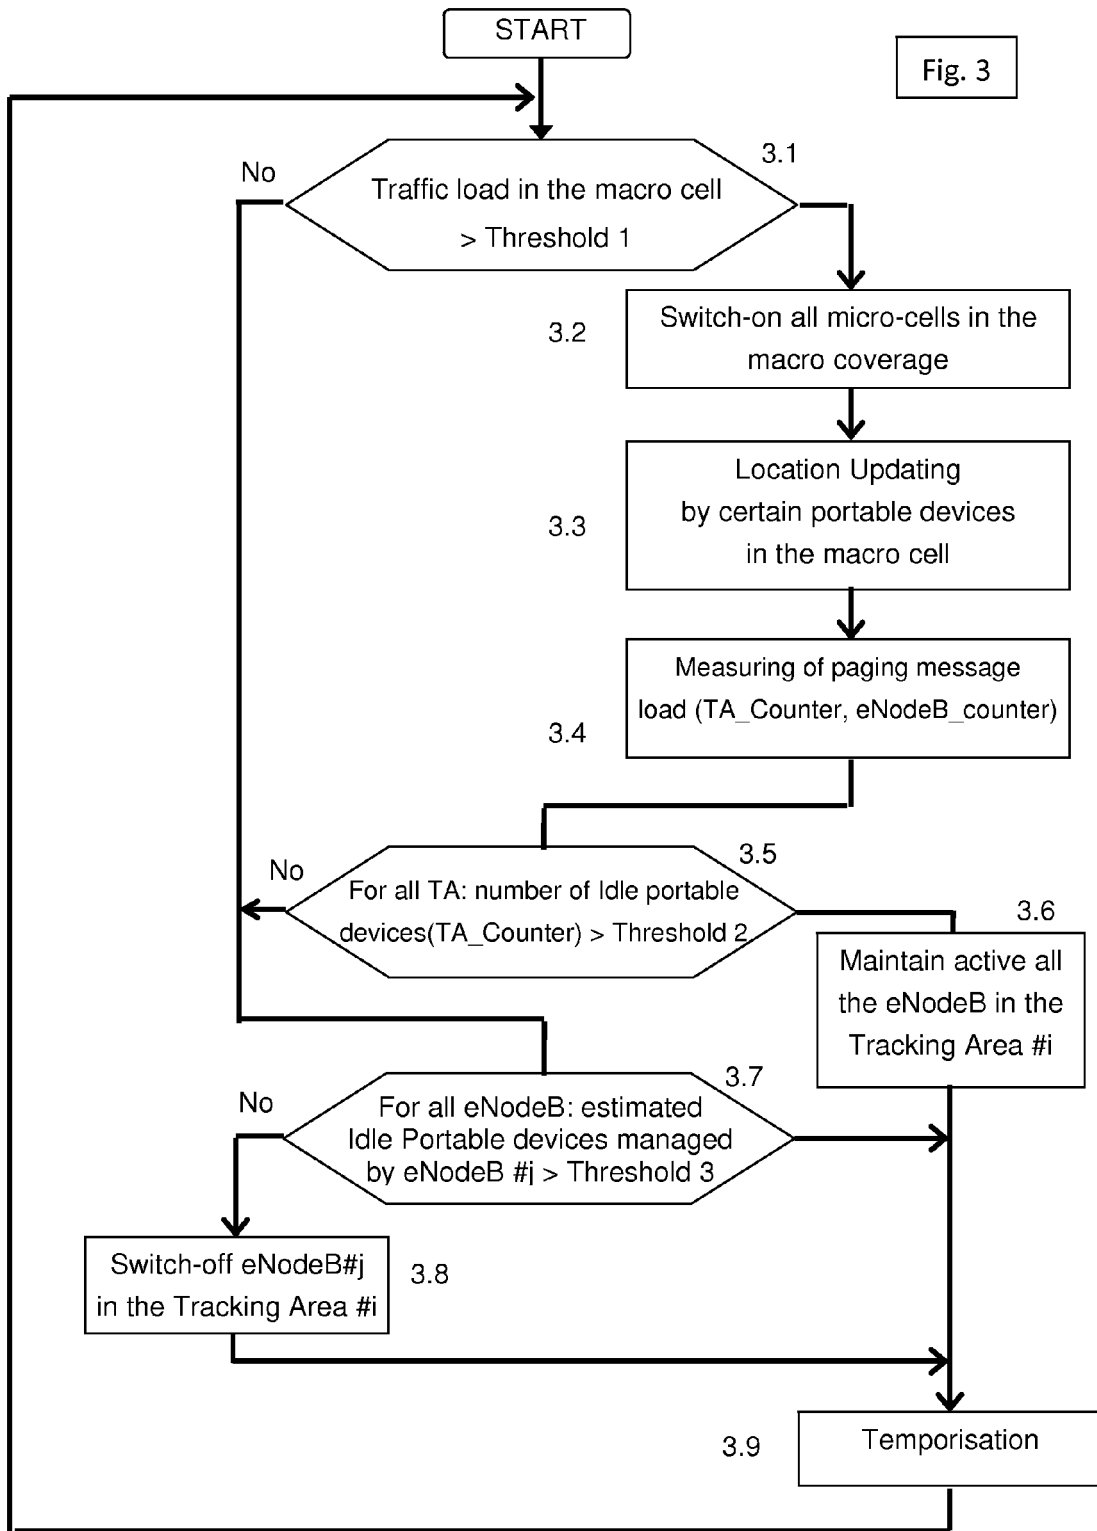 START
Fig. 3
No
3.1
Traffic load in the macro cell
> Threshold 1
3.2
Switch-on all micro-cells in the
macro coverage
3.3
Location Updating
by certain portable devices
in the macro cell
3.4
Measuring of paging message
load (TA_Counter, eNodeB_counter)
No
3.5
For all TA: number of Idle portable
devices(TA_Counter) > Threshold 2
3.6
Maintain active all
the eNodeB in the
Tracking Area #i
No
3.7
For all eNodeB: estimated
Idle Portable devices managed
by eNodeB #j > Threshold 3
Switch-off eNodeB#j
in the Tracking Area #i
3.8
3.9
Temporisation